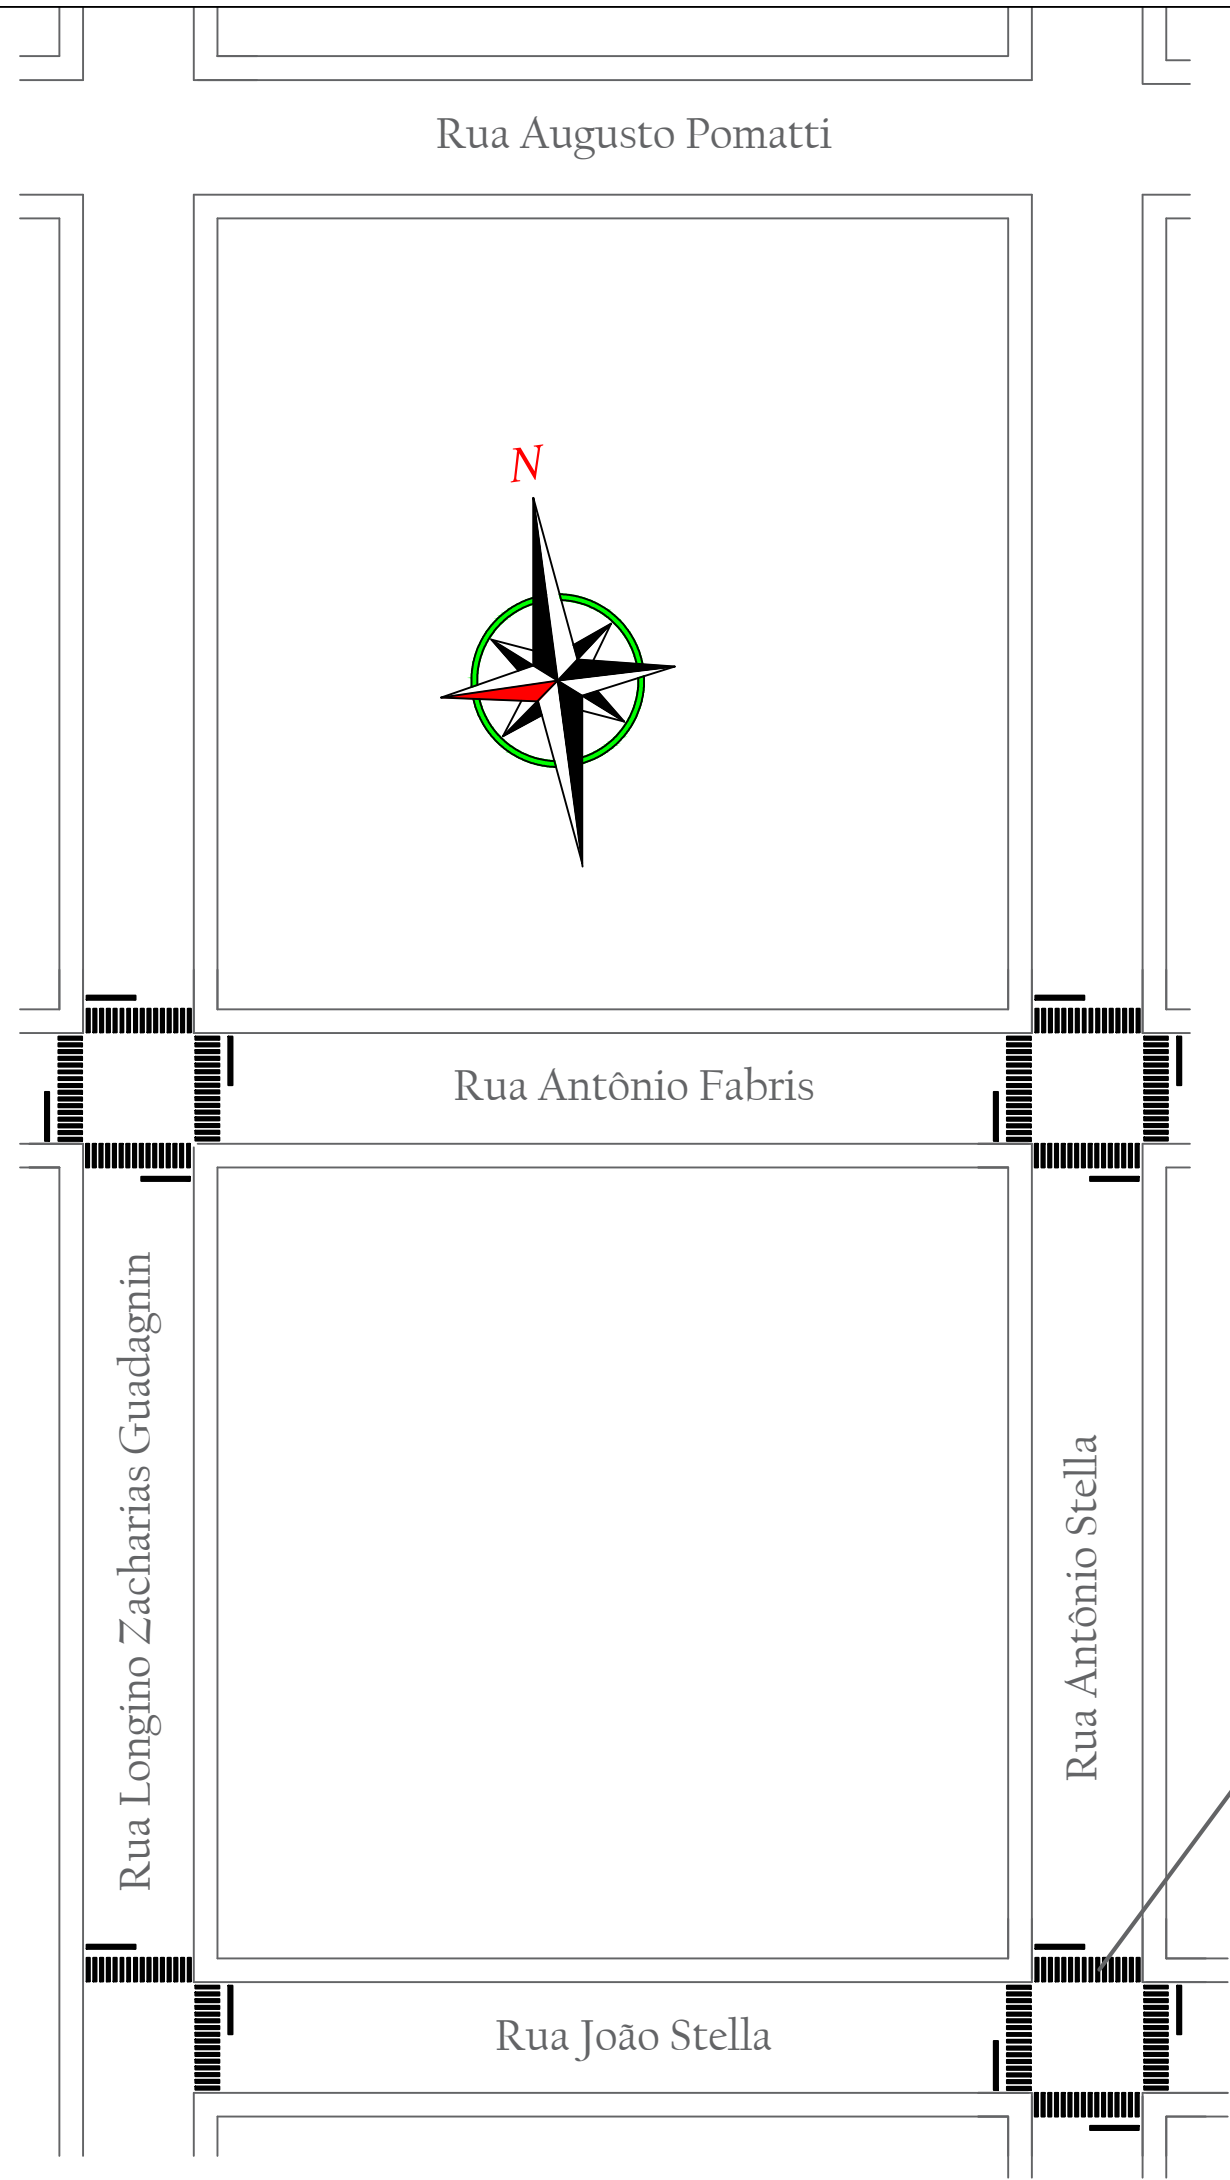 Rua Augusto Pomatti
N
Rua Antônio Fabris
Rua Longino Zacharias Guadagnin
Rua Antônio Stella
Rua João Stella